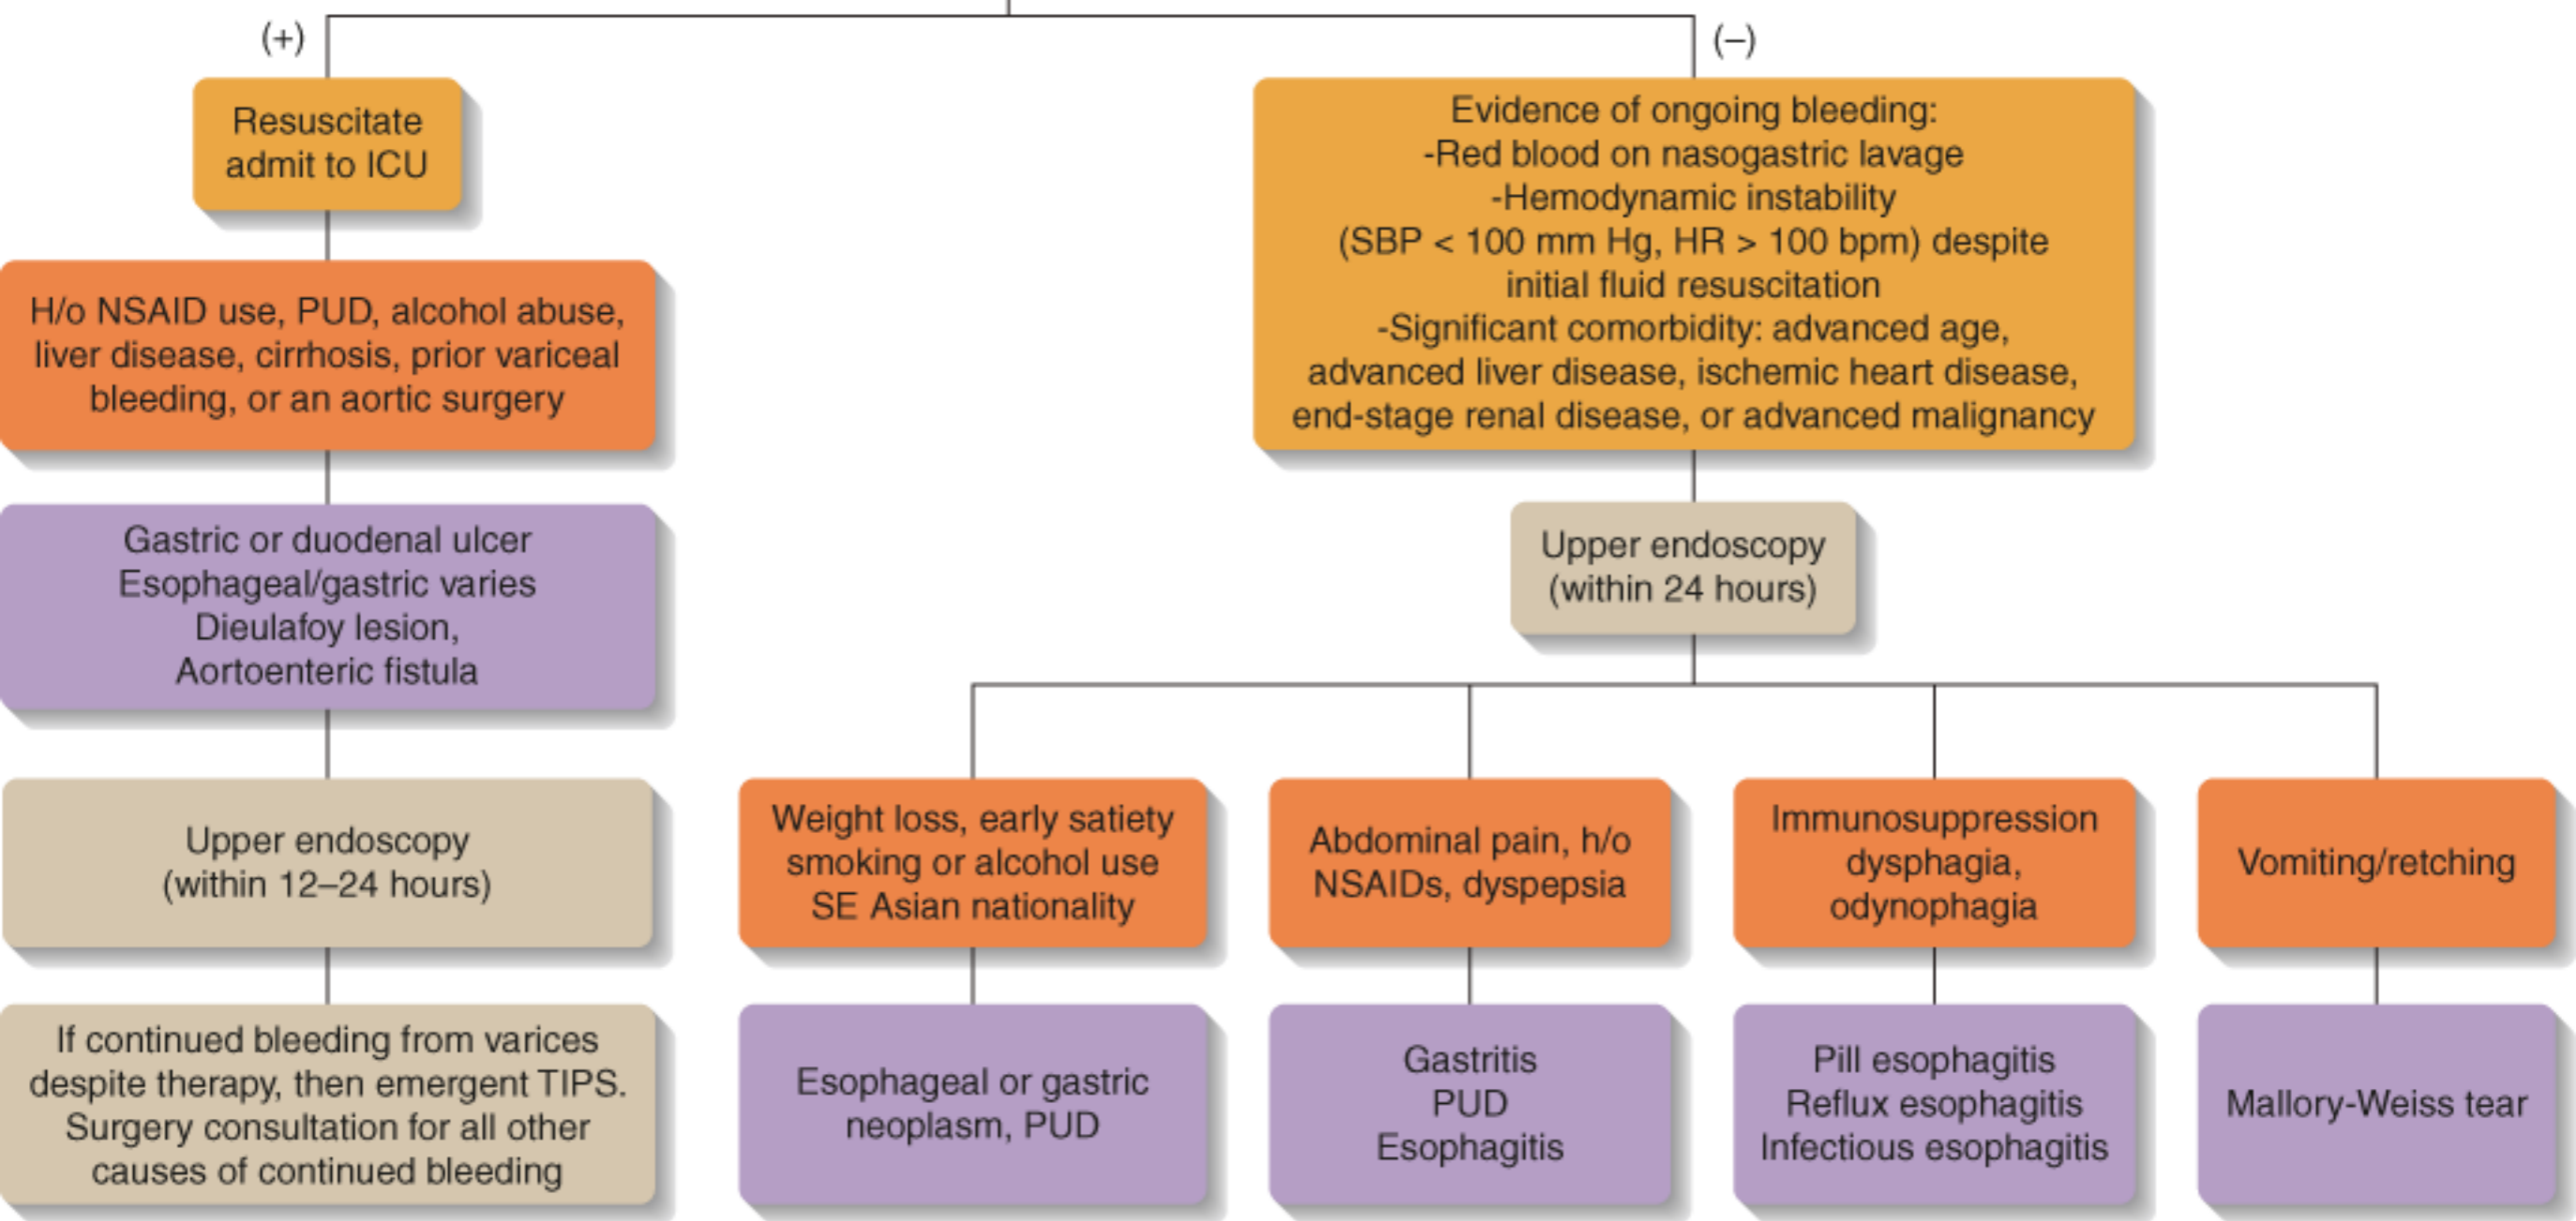 (+)
(–)
Resuscitate
admit to ICU
Evidence of ongoing bleeding:
-Red blood on nasogastric lavage
-Hemodynamic instability
(SBP < 100 mm Hg, HR > 100 bpm) despite
initial fluid resuscitation
-Significant comorbidity: advanced age,
advanced liver disease, ischemic heart disease,
end-stage renal disease, or advanced malignancy
H/o NSAID use, PUD, alcohol abuse,
liver disease, cirrhosis, prior variceal
bleeding, or an aortic surgery
Gastric or duodenal ulcer
Esophageal/gastric varies
Dieulafoy lesion,
Aortoenteric fistula
Upper endoscopy
(within 24 hours)
Upper endoscopy
(within 12–24 hours)
Weight loss, early satiety
smoking or alcohol use
SE Asian nationality
Abdominal pain, h/o
NSAIDs, dyspepsia
Immunosuppression
dysphagia,
odynophagia
Vomiting/retching
If continued bleeding from varices
despite therapy, then emergent TIPS.
Surgery consultation for all other
causes of continued bleeding
Esophageal or gastric
neoplasm, PUD
Gastritis
PUD
Esophagitis
Pill esophagitis
Reflux esophagitis
Infectious esophagitis
Mallory-Weiss tear